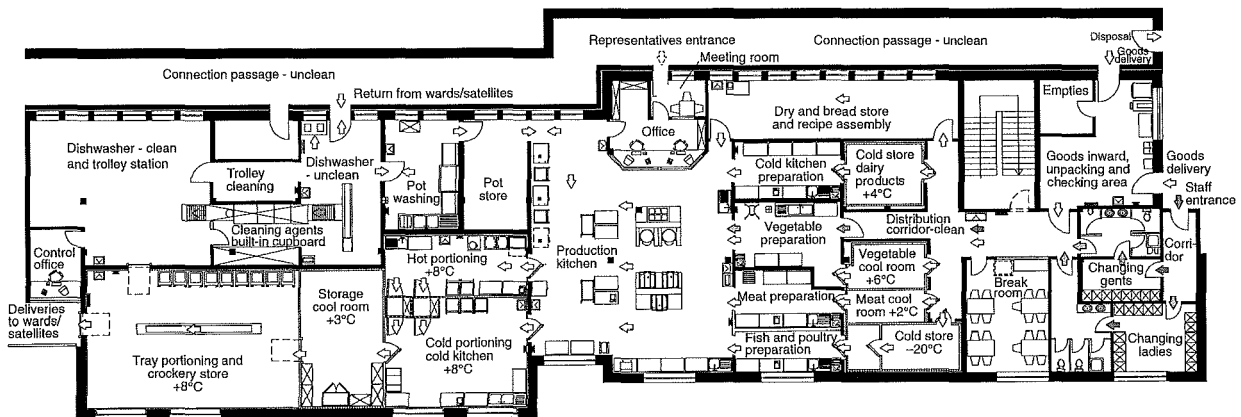 Disposal
Goods
delivery
Representatives entrance
Connection passage - unclean
Meeting room
Connection passage - unclean
Return from wards/satellites
Empties
Dry and bread store
and recipe assembly
Office
Dishwasher - clean
and trolley station
Dishwasher
- unclean
Trolley
cleaning
Pot
washing
Pot
store
Cold kitchen
preparation
Cold store
dairy
products
+4°C
Goods inward,
unpacking and
checking area
Goods
delivery
Staff
entrance
Cleaning agents
built-in cupboard
Vegetable
preparation
Distribution
corridor-clean
Control
office
Hot portioning
+8°C
Production
kitchen
Vegetable
cool room
+6°C
Corri-
dor
Changing
gents
Break
room
Storage
cool room
+3°C
Meat preparation
Meat cool
room +2°C
Deliveries
to wards/
satellites
Cold portioning
cold kitchen
+8°C
Fish and poultry
preparation
Cold store
–20°C
Changing
ladies
Tray portioning and
crockery store
+8°C